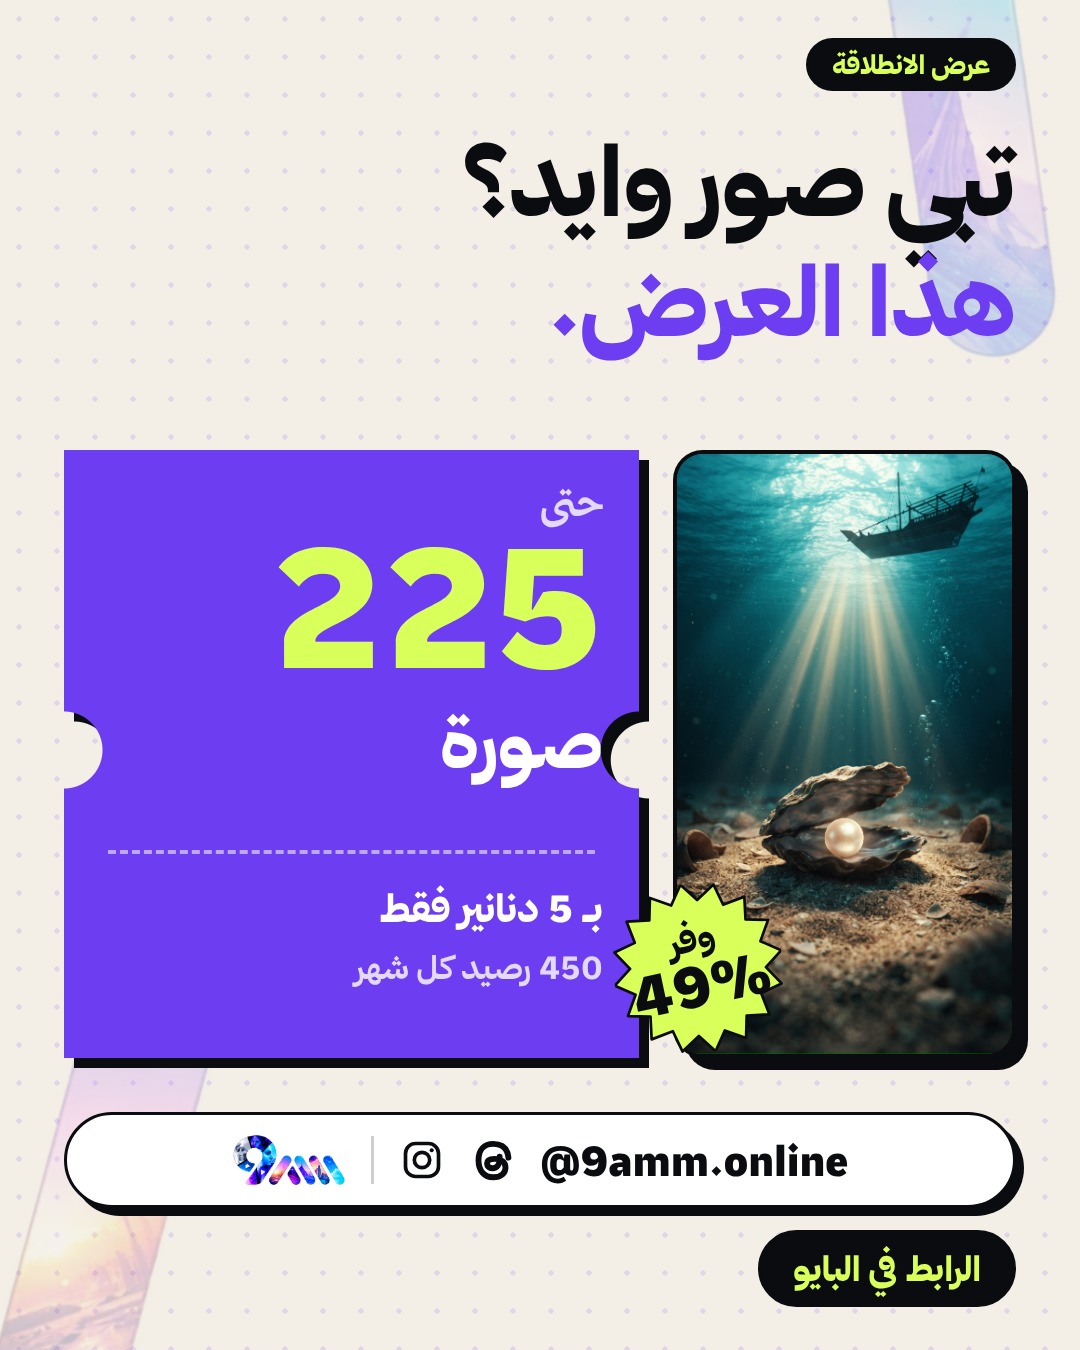 عرض الانطلاقة
تبي صور وايد؟
هذا العرض.
حتى
225
صورة
بـ 5 دنانير فقط
450 رصيد كل شهر
وفر
49%
9amm
@9amm.online
الرابط في البايو